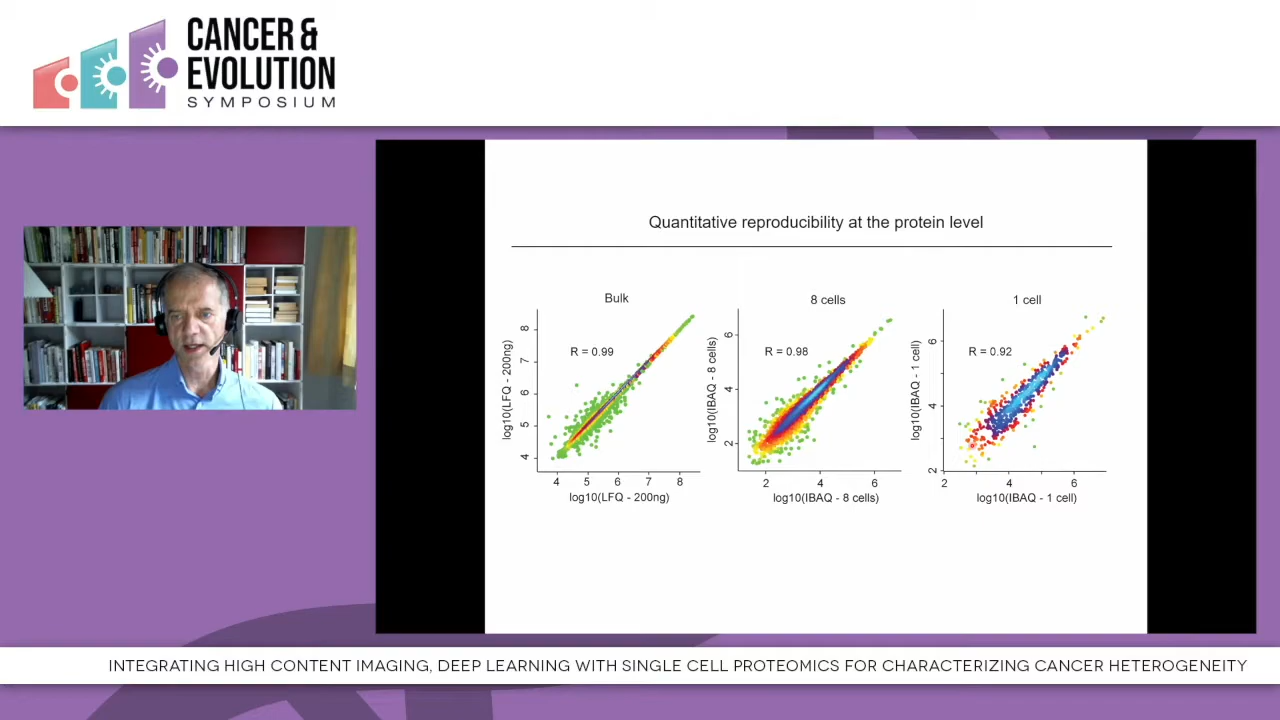 CANCER &
EVOLUTION
SYMPOSIUM
Quantitative reproducibility at the protein level
Bulk
R = 0.99
log10(LFQ - 200ng)
8
7
6
5
4
4 5 6 7 8
log10(LFQ - 200ng)
8 cells
R = 0.98
log10(IBAQ - 8 cells)
6
4
2
2 4 6
log10(IBAQ - 8 cells)
1 cell
R = 0.92
log10(IBAQ - 1 cell)
6
4
2
2 4 6
log10(IBAQ - 1 cell)
INTEGRATING HIGH CONTENT IMAGING, DEEP LEARNING WITH SINGLE CELL PROTEOMICS FOR CHARACTERIZING CANCER HETEROGENEITY